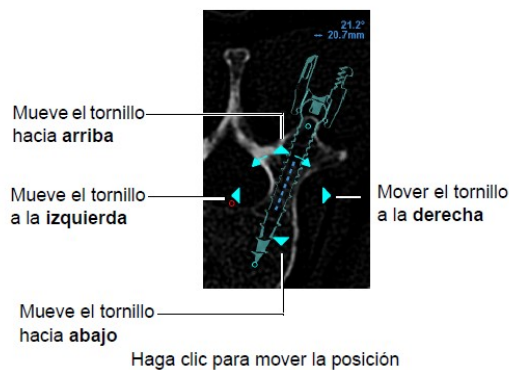 21.2°
20.7mm
Mueve el tornillo
hacia arriba
Mueve el tornillo
a la izquierda
Mover el tornillo
a la derecha
Mueve el tornillo
hacia abajo
Haga clic para mover la posición